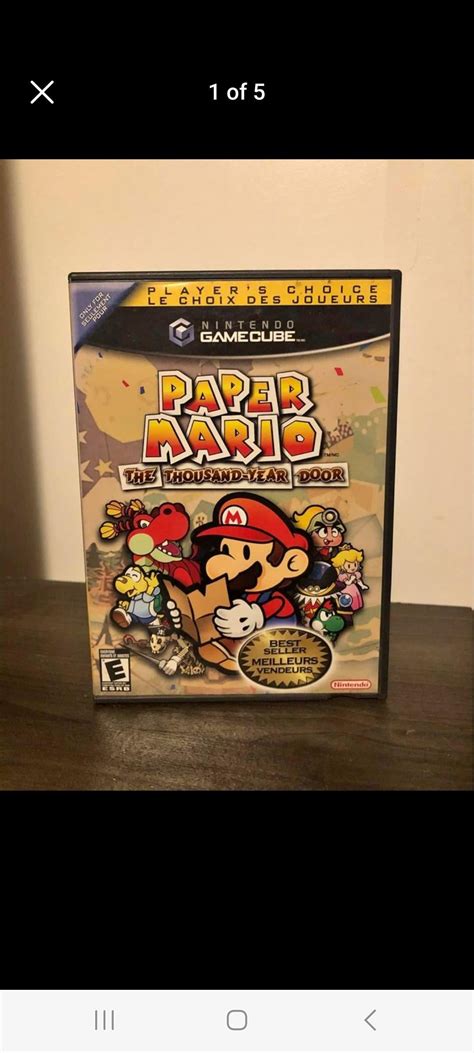 1 of 5
ONLY FOR
SEULEMENT
POUR
PLAYER'S CHOICE
LE CHOIX DES JOUEURS
NINTENDO
GAMECUBE
PAPER
MARIO
THE THOUSAND-YEAR DOOR
M
BEST
SELLER
MEILLEURS
VENDEURS
E
ESRB
Nintendo